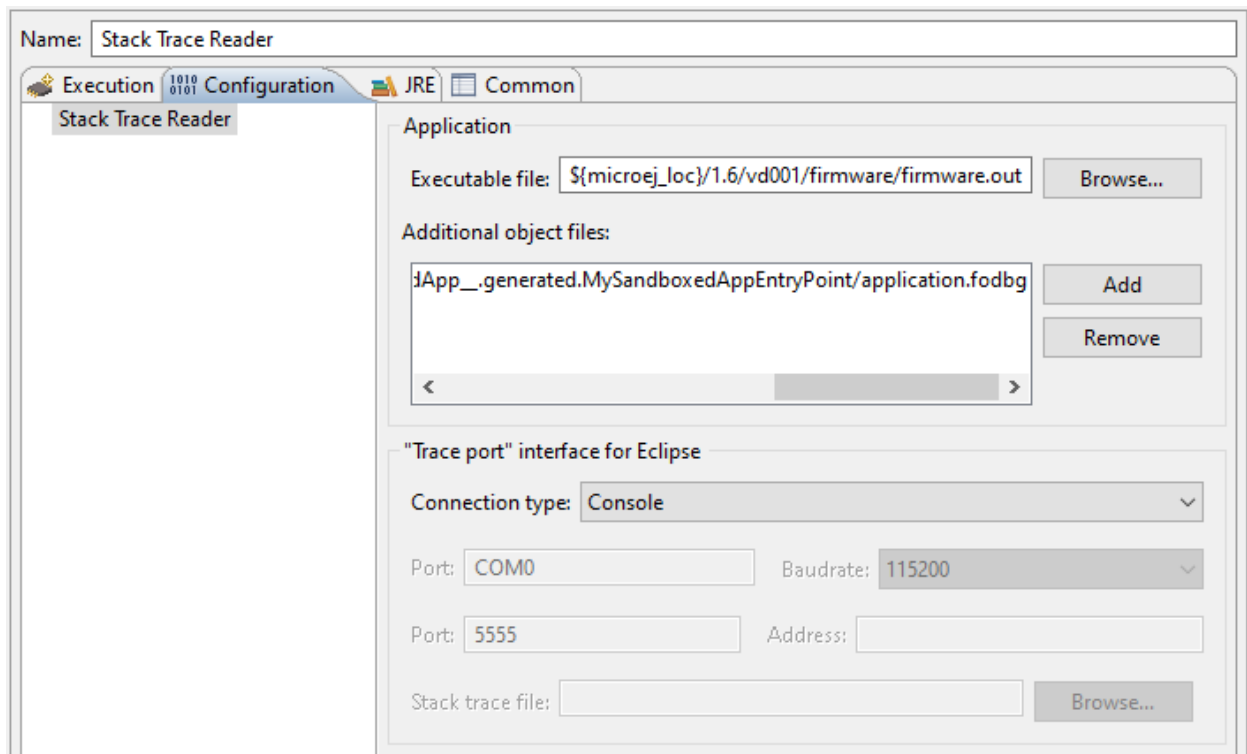 Name: Stack Trace Reader
Execution 1010 0101 Configuration JRE Common
Stack Trace Reader
Application
Executable file: ${microej_loc}/1.6/vd001/firmware/firmware.out Browse...
Additional object files:
dApp__.generated.MySandboxedAppEntryPoint/application.fodbg Add
Remove
"Trace port" interface for Eclipse
Connection type: Console
Port: COM0 Baudrate: 115200
Port: 5555 Address:
Stack trace file: Browse...